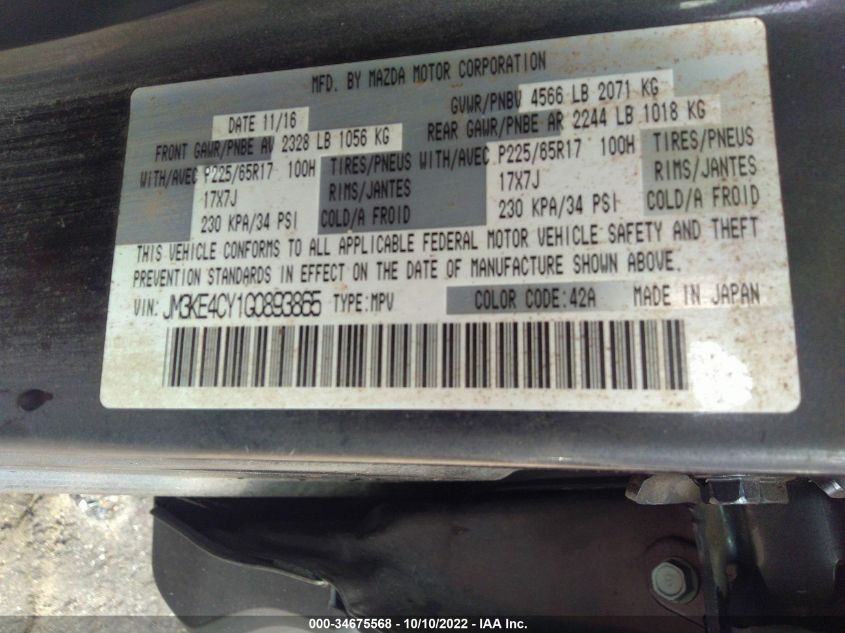 MFD. BY MAZDA MOTOR CORPORATION
DATE 11/16 GVWR/PNBV 4566 LB 2071 KG
FRONT GAWR/PNBE AV 2328 LB 1056 KG REAR GAWR/PNBE AR 2244 LB 1018 KG
WITH/AVEC P225/65R17 100H TIRES/PNEUS WITH/AVEC P225/65R17 100H TIRES/PNEUS
17X7J RIMS/JANTES 17X7J RIMS/JANTES
230 KPA/34 PSI COLD/A FROID 230 KPA/34 PSI COLD/A FROID
THIS VEHICLE CONFORMS TO ALL APPLICABLE FEDERAL MOTOR VEHICLE SAFETY AND THEFT
PREVENTION STANDARDS IN EFFECT ON THE DATE OF MANUFACTURE SHOWN ABOVE.
VIN: JM3KE4CY1G0893865 TYPE:MPV COLOR CODE:42A MADE IN JAPAN
000-34675568 - 10/10/2022 - IAA Inc.